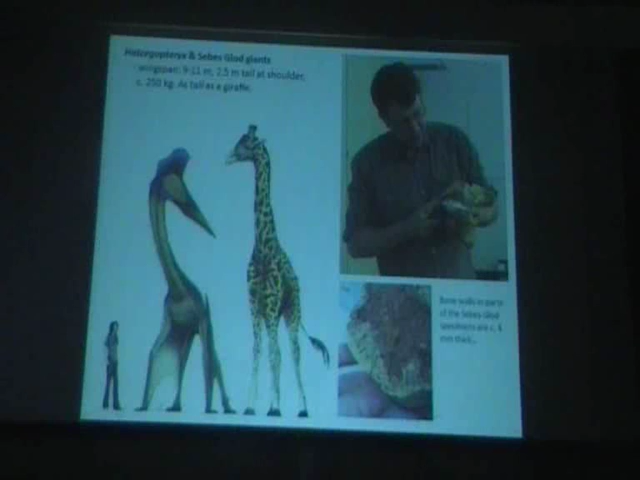 Hatzegopteryx & Sebes Glod giants
wingspan: 9-11 m, 2.5 m tall at shoulder,
c. 250 kg. As tall as a giraffe.
Bone walls in parts
of the Sebes Glod
specimens are c. 4
mm thick...